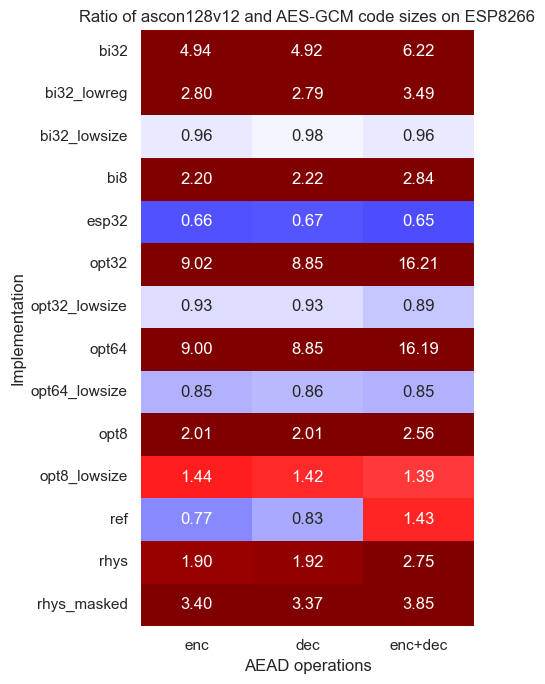 Ratio of ascon128v12 and AES-GCM code sizes on ESP8266
Implementation
bi32 4.94 4.92 6.22
bi32_lowreg 2.80 2.79 3.49
bi32_lowsize 0.96 0.98 0.96
bi8 2.20 2.22 2.84
esp32 0.66 0.67 0.65
opt32 9.02 8.85 16.21
opt32_lowsize 0.93 0.93 0.89
opt64 9.00 8.85 16.19
opt64_lowsize 0.85 0.86 0.85
opt8 2.01 2.01 2.56
opt8_lowsize 1.44 1.42 1.39
ref 0.77 0.83 1.43
rhys 1.90 1.92 2.75
rhys_masked 3.40 3.37 3.85
enc dec enc+dec
AEAD operations